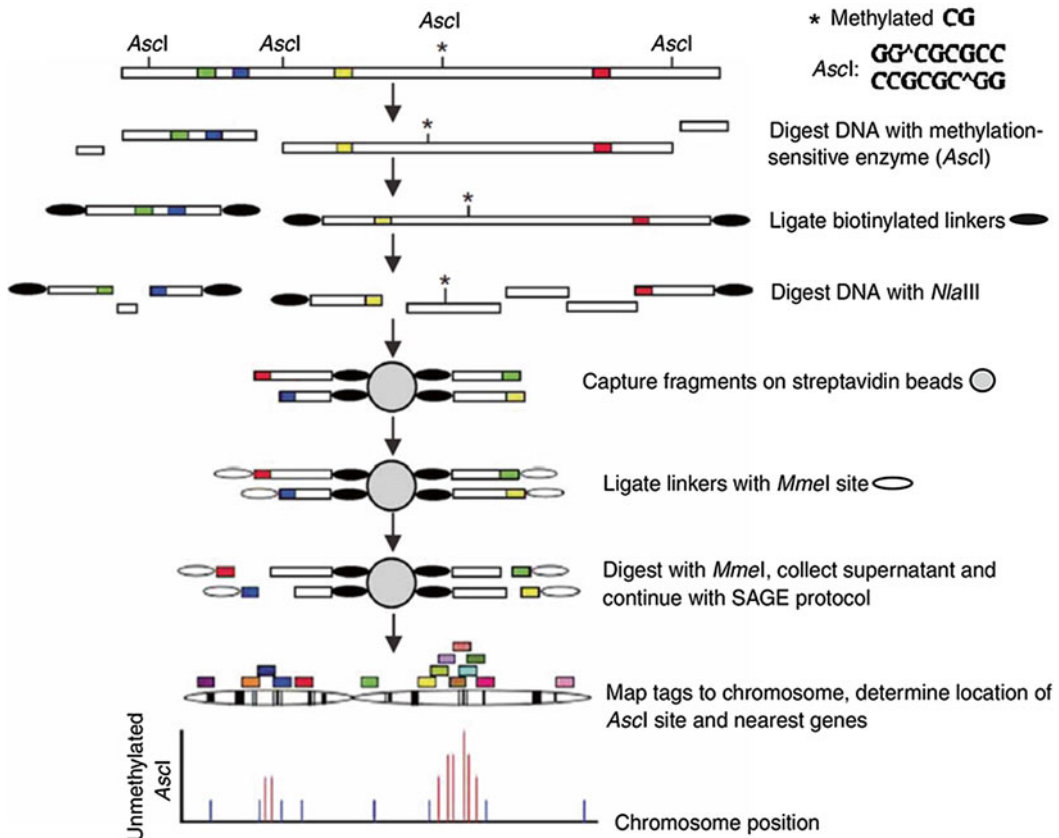 AscI
AscI
AscI
AscI
*
* Methylated CG
AscI:
GG^CGCGCC
CCGCGC^GG
Digest DNA with methylation-
sensitive enzyme (AscI)
*
Ligate biotinylated linkers
*
Digest DNA with NlaIII
*
Capture fragments on streptavidin beads
Ligate linkers with MmeI site
Digest with MmeI, collect supernatant and
continue with SAGE protocol
Map tags to chromosome, determine location of
AscI site and nearest genes
Unmethylated
AscI
Chromosome position